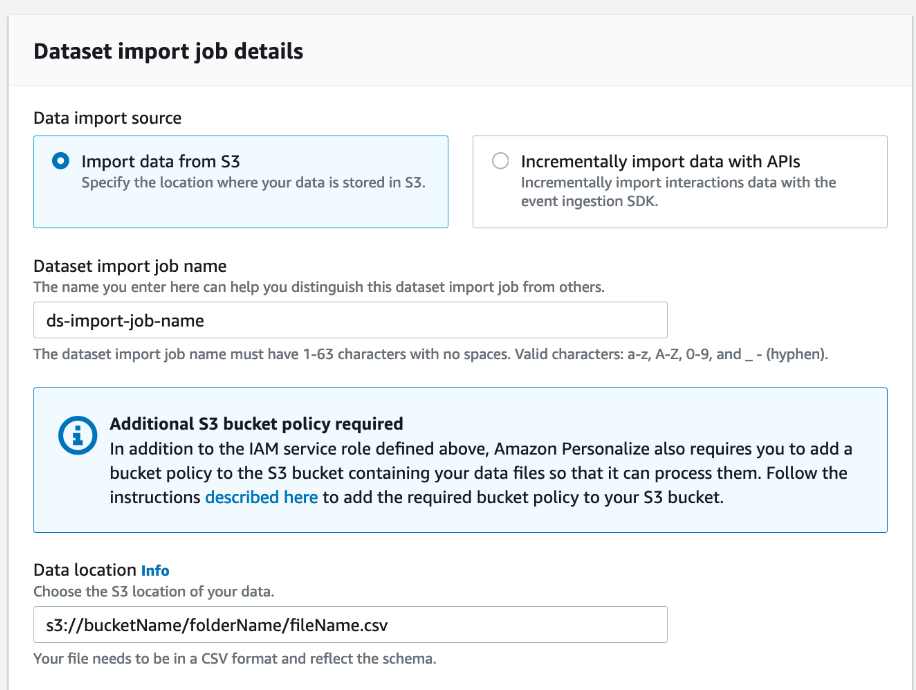 Dataset import job details
Data import source
Import data from S3
Specify the location where your data is stored in S3.
Incrementally import data with APIs
Incrementally import interactions data with the
event ingestion SDK.
Dataset import job name
The name you enter here can help you distinguish this dataset import job from others.
ds-import-job-name
The dataset import job name must have 1-63 characters with no spaces. Valid characters: a-z, A-Z, 0-9, and _ - (hyphen).
Additional S3 bucket policy required
In addition to the IAM service role defined above, Amazon Personalize also requires you to add a
bucket policy to the S3 bucket containing your data files so that it can process them. Follow the
instructions described here to add the required bucket policy to your S3 bucket.
Data location Info
Choose the S3 location of your data.
s3://bucketName/folderName/fileName.csv
Your file needs to be in a CSV format and reflect the schema.